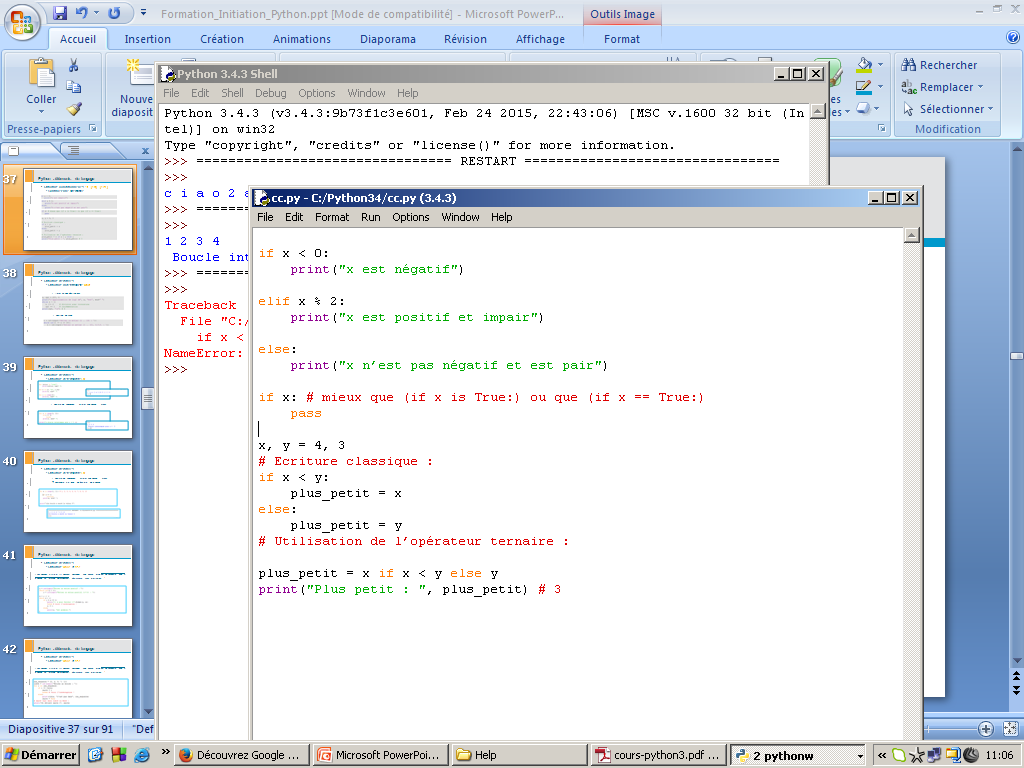 Formation_Initiation_Python.ppt [Mode de compatibilité] - Microsoft PowerP...
Outils Image
Accueil Insertion Création Animations Diaporama Révision Affichage Format
Coller
Presse-papiers
Nouve
diaposit
Rechercher
Remplacer
Sélectionner
Modification
Python 3.4.3 Shell
File Edit Shell Debug Options Window Help
Python 3.4.3 (v3.4.3:9b73f1c3e601, Feb 24 2015, 22:43:06) [MSC v.1600 32 bit (In
tel)] on win32
Type "copyright", "credits" or "license()" for more information.
>>> ================================ RESTART ================================
>>>
c i a o 2 a
>>> =======
>>>
1 2 3 4
Boucle int
>>> =======
>>>
Traceback
File "C:/
if x <
NameError:
>>>
cc.py - C:/Python34/cc.py (3.4.3)
File Edit Format Run Options Window Help
if x < 0:
print("x est négatif")
elif x % 2:
print("x est positif et impair")
else:
print("x n’est pas négatif et est pair")
if x: # mieux que (if x is True:) ou que (if x == True:)
pass
x, y = 4, 3
# Ecriture classique :
if x < y:
plus_petit = x
else:
plus_petit = y
# Utilisation de l’opérateur ternaire :
plus_petit = x if x < y else y
print("Plus petit : ", plus_petit) # 3
37
38
39
40
41
42
Diapositive 37 sur 91 "Def
Démarrer
Découvrez Google ...
Microsoft PowerPoi...
Help
cours-python3.pdf ...
2 pythonw
11:06